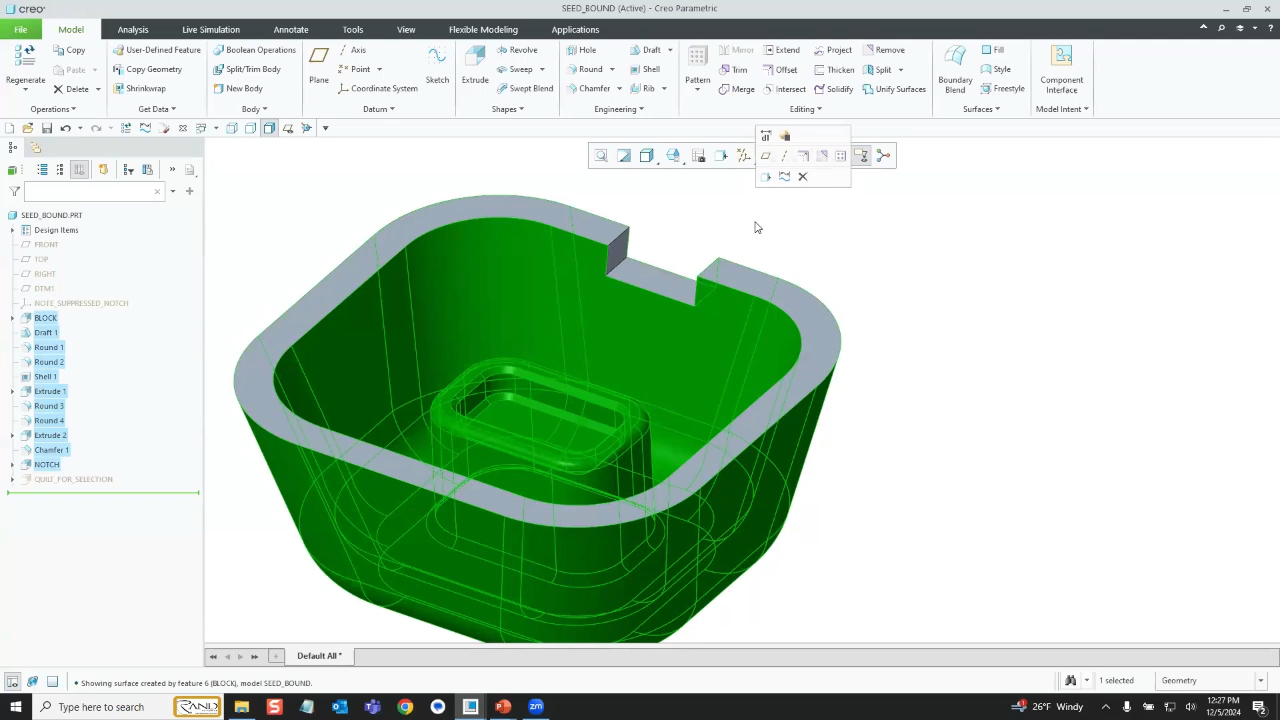 creo
SEED_BOUND (Active) - Creo Parametric
File Model Analysis Live Simulation Annotate Tools View Flexible Modeling Applications
Regenerate
Copy
Paste
Delete
Operations
User-Defined Feature
Copy Geometry
Shrinkwrap
Get Data
Boolean Operations
Split/Trim Body
New Body
Body
Plane
Axis
Point
Coordinate System
Sketch
Datum
Extrude
Revolve
Sweep
Swept Blend
Shapes
Hole
Round
Chamfer
Draft
Shell
Rib
Engineering
Pattern
Mirror
Trim
Merge
Extend
Offset
Intersect
Project
Thicken
Solidify
Remove
Split
Unify Surfaces
Editing
Boundary
Blend
Fill
Style
Freestyle
Surfaces
Component
Interface
Model Intent
SEED_BOUND.PRT
Design Items
FRONT
TOP
RIGHT
DTM1
NOTE_SUPPRESSED_NOTCH
BLOCK
Draft 1
Round 1
Round 2
Shell 1
Extrude 1
Round 3
Round 4
Extrude 2
Chamfer 1
NOTCH
QUILT_FOR_SELECTION
Default All *
• Showing surface created by feature 6 (BLOCK), model SEED_BOUND.
1 selected
Geometry
Type here to search
RAND
26°F Windy
12:27 PM
12/5/2024